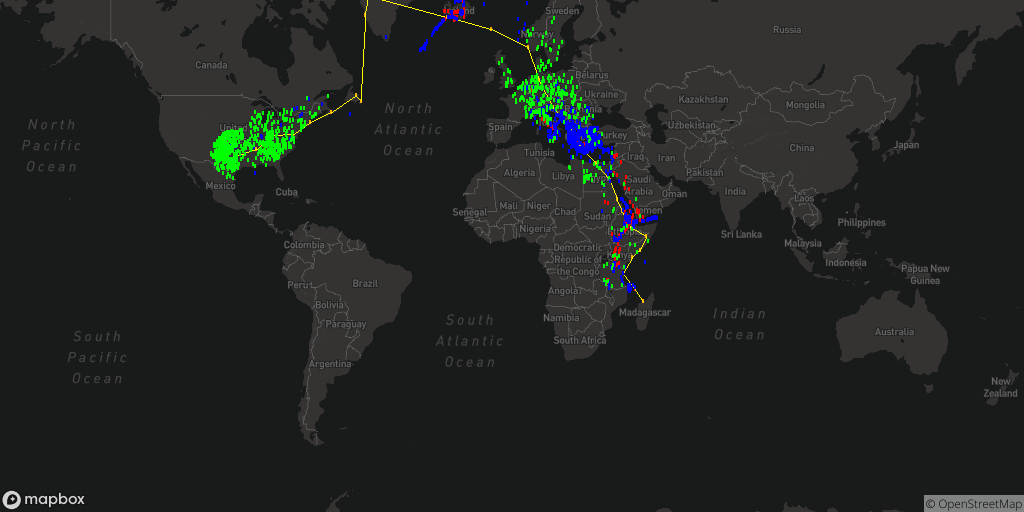 Sweden
Russia
Norway
Canada
Belarus
Ukraine
Kazakhstan
Mongolia
North
Pacific
Ocean
North
Atlantic
Ocean
Spain
Turkey
Uzbekistan
Japan
China
Tunisia
Iraq
Iran
Pakistan
Mexico
Cuba
Algeria
Libya
Saudi
Arabia
Oman
India
Laos
Senegal
Mali
Niger
Chad
Sudan
Philippines
Nigeria
Sri Lanka
Malaysia
Colombia
Democratic
Republic of
the Congo
Indonesia
Papua New
Guinea
Peru
Brazil
Angola
Bolivia
Madagascar
Namibia
Paraguay
South Africa
South
Pacific
Ocean
South
Atlantic
Ocean
Indian
Ocean
Australia
Argentina
New
Zealand
mapbox
© OpenStreetMap